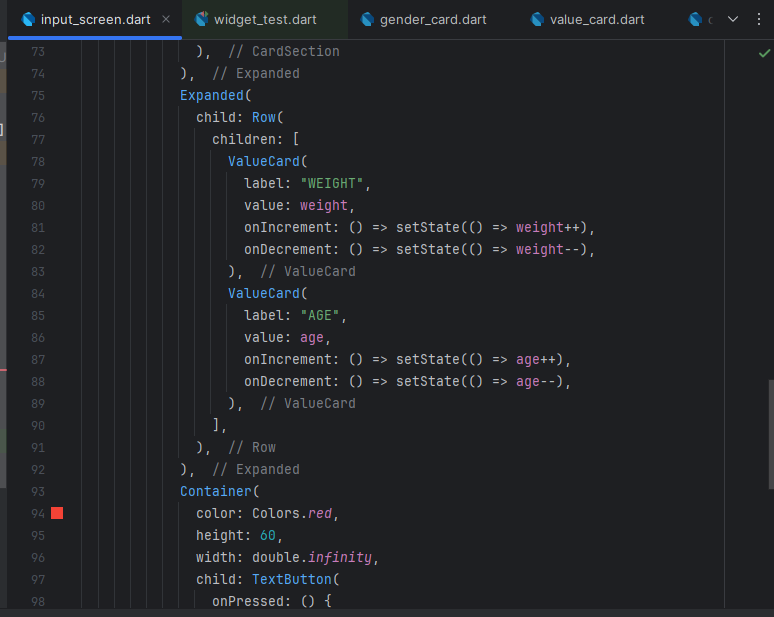 input_screen.dart
widget_test.dart
gender_card.dart
value_card.dart
73 ), // CardSection
74 ), // Expanded
75 Expanded(
76 child: Row(
77 children: [
78 ValueCard(
79 label: "WEIGHT",
80 value: weight,
81 onIncrement: () => setState(() => weight++),
82 onDecrement: () => setState(() => weight--),
83 ), // ValueCard
84 ValueCard(
85 label: "AGE",
86 value: age,
87 onIncrement: () => setState(() => age++),
88 onDecrement: () => setState(() => age--),
89 ), // ValueCard
90 ],
91 ), // Row
92 ), // Expanded
93 Container(
94 color: Colors.red,
95 height: 60,
96 width: double.infinity,
97 child: TextButton(
98 onPressed: () {